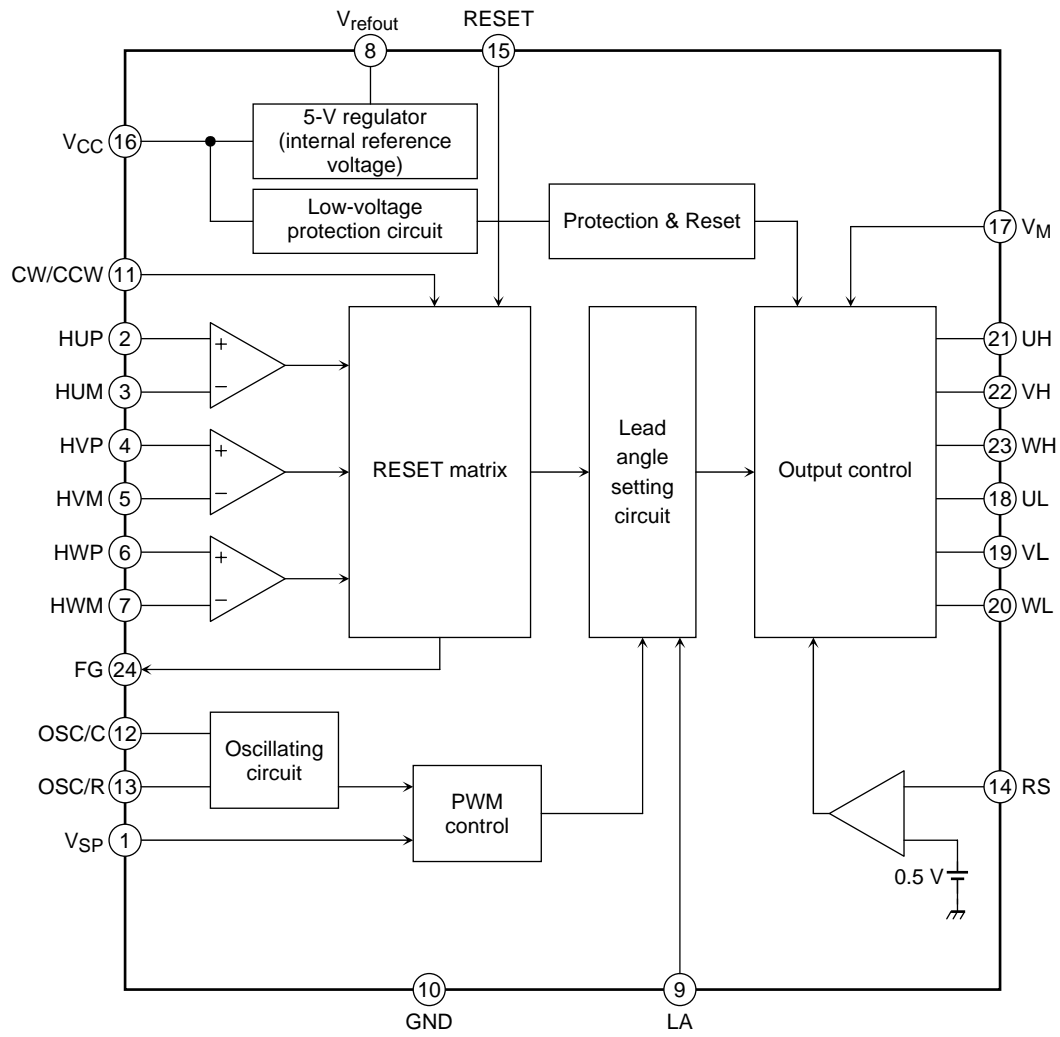 Vrefout
RESET
8
15
5-V regulator
(internal reference
voltage)
VCC
16
Low-voltage
protection circuit
Protection & Reset
17
VM
CW/CCW
11
HUP
2
+
21
UH
HUM
3
−
22
VH
HVP
4
+
RESET matrix
Lead
angle
setting
circuit
Output control
23
WH
HVM
5
−
18
UL
HWP
6
+
19
VL
HWM
7
−
20
WL
FG
24
OSC/C
12
Oscillating
circuit
OSC/R
13
PWM
control
14
RS
VSP
1
0.5 V
10
9
GND
LA